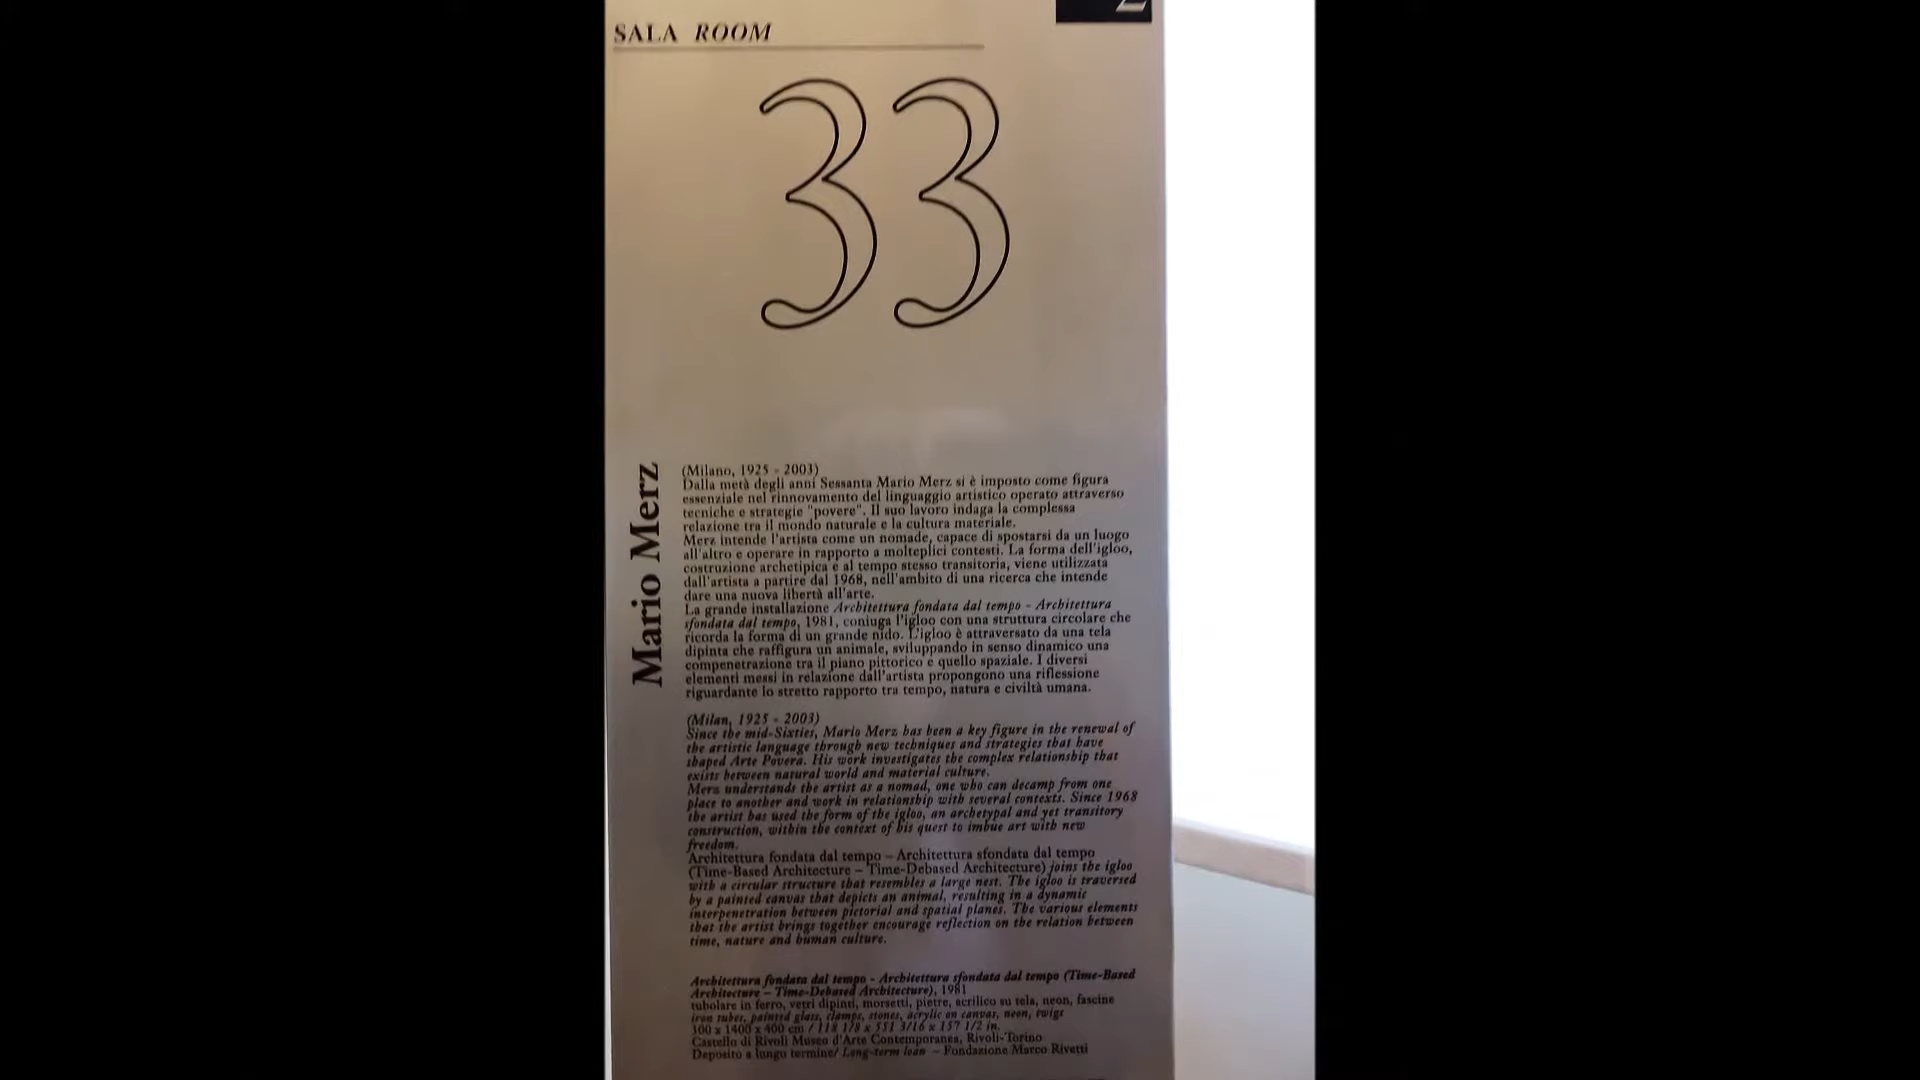 2
SALA ROOM
33
Mario Merz
(Milano, 1925 - 2003)
Dalla metà degli anni Sessanta Mario Merz si è imposto come figura
essenziale nel rinnovamento del linguaggio artistico operato attraverso
tecniche e strategie "povere". Il suo lavoro indaga la complessa
relazione tra il mondo naturale e la cultura materiale.
Merz intende l'artista come un nomade, capace di spostarsi da un luogo
all'altro e operare in rapporto a molteplici contesti. La forma dell'igloo,
costruzione archetipica e al tempo stesso transitoria, viene utilizzata
dall'artista a partire dal 1968, nell'ambito di una ricerca che intende
dare una nuova libertà all'arte.
La grande installazione Architettura fondata dal tempo - Architettura
sfondata dal tempo, 1981, coniuga l'igloo con una struttura circolare che
ricorda la forma di un grande nido. L'igloo è attraversato da una tela
dipinta che raffigura un animale, sviluppando in senso dinamico una
compenetrazione tra il piano pittorico e quello spaziale. I diversi
elementi messi in relazione dall'artista propongono una riflessione
riguardante lo stretto rapporto tra tempo, natura e civiltà umana.
(Milan, 1925 - 2003)
Since the mid-Sixties, Mario Merz has been a key figure in the renewal of
the artistic language through new techniques and strategies that have
shaped Arte Povera. His work investigates the complex relationship that
exists between natural world and material culture.
Merz understands the artist as a nomad, one who can decamp from one
place to another and work in relationship with several contexts. Since 1968
the artist has used the form of the igloo, an archetypal and yet transitory
construction, within the context of his quest to imbue art with new
freedom.
Architettura fondata dal tempo – Architettura sfondata dal tempo
(Time-Based Architecture – Time-Debased Architecture) joins the igloo
with a circular structure that resembles a large nest. The igloo is traversed
by a painted canvas that depicts an animal, resulting in a dynamic
interpenetration between pictorial and spatial planes. The various elements
that the artist brings together encourage reflection on the relation between
time, nature and human culture.
Architettura fondata dal tempo - Architettura sfondata dal tempo (Time-Based
Architecture – Time-Debased Architecture), 1981
tubolare in ferro, vetri dipinti, morsetti, pietre, acrilico su tela, neon, fascine
iron tubes, painted glass, clamps, stones, acrylic on canvas, neon, twigs
300 x 1400 x 400 cm / 118 1/8 x 551 3/16 x 157 1/2 in.
Castello di Rivoli Museo d'Arte Contemporanea, Rivoli-Torino
Deposito a lungo termine/ Long-term loan – Fondazione Marco Rivetti